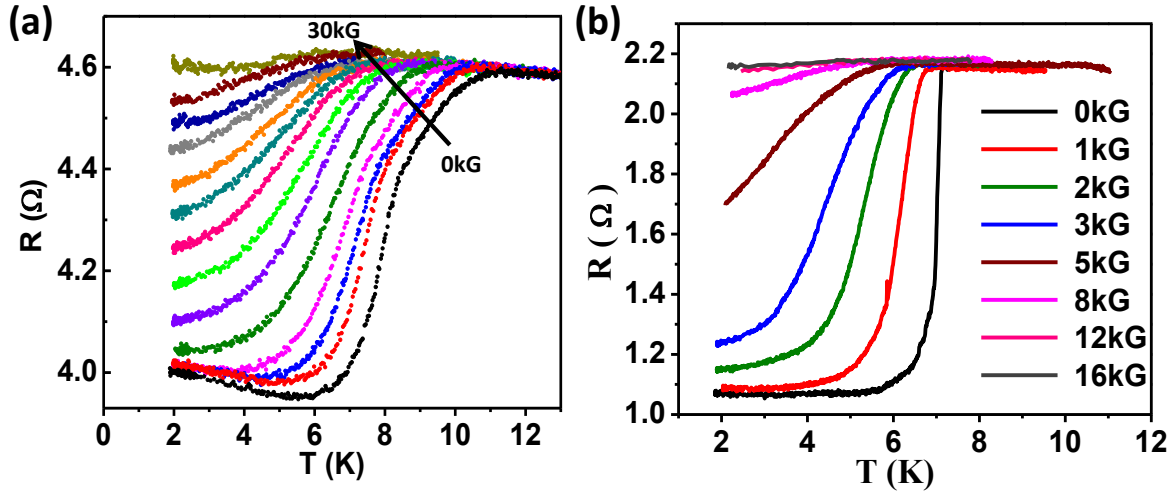 (a)
30kG
0kG
4.6
4.4
4.2
4.0
R (Ω)
0 2 4 6 8 10 12
T (K)
(b)
2.2
2.0
1.8
1.6
1.4
1.2
1.0
R ( Ω )
0kG
1kG
2kG
3kG
5kG
8kG
12kG
16kG
2 4 6 8 10 12
T (K)